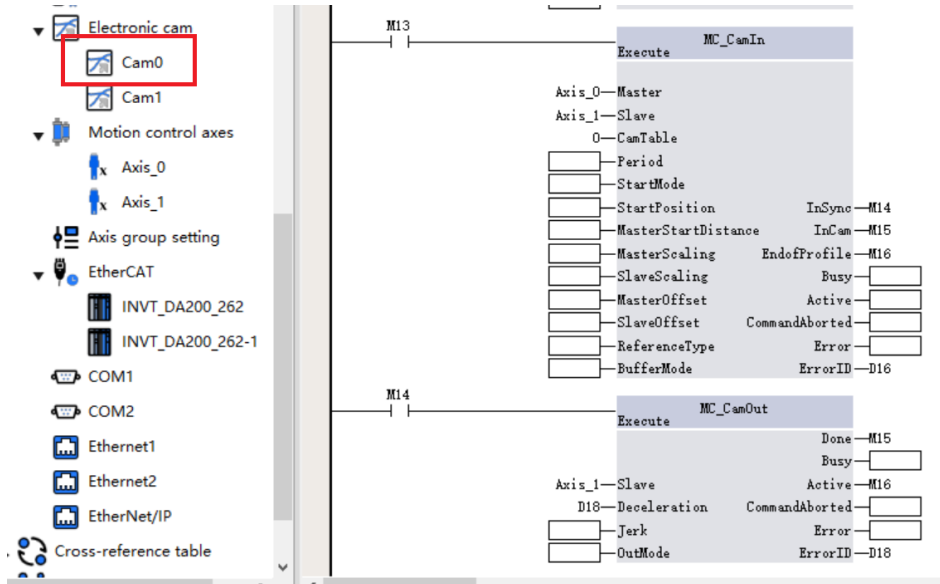 Electronic cam
Cam0
Cam1
Motion control axes
Axis_0
Axis_1
Axis group setting
EtherCAT
INVT_DA200_262
INVT_DA200_262-1
COM1
COM2
Ethernet1
Ethernet2
EtherNet/IP
Cross-reference table
M13
MC_CamIn
Execute
Axis_0 Master
Axis_1 Slave
0 CamTable
Period
StartMode
StartPosition InSync M14
MasterStartDistance InCam M15
MasterScaling EndofProfile M16
SlaveScaling Busy
MasterOffset Active
SlaveOffset CommandAborted
ReferenceType Error
BufferMode ErrorID D16
M14
MC_CamOut
Execute
Done M15
Busy
Axis_1 Slave Active M16
D18 Deceleration CommandAborted
Jerk Error
OutMode ErrorID D18